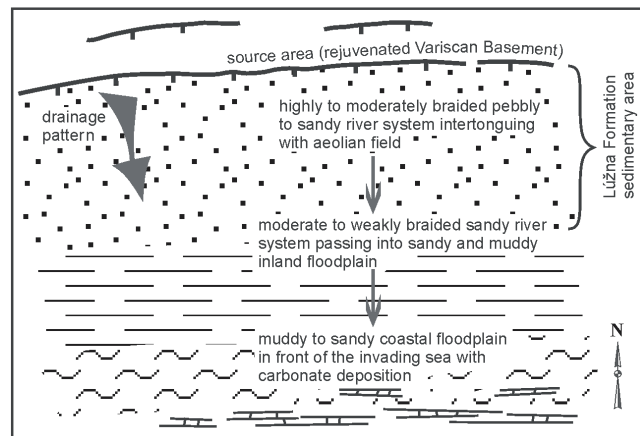 source area (rejuvenated Variscan Basement)
drainage
pattern
highly to moderately braided pebbly
to sandy river system intertonguing
with aeolian field
Lúžna Formation
sedimentary area
moderate to weakly braided sandy river
system passing into sandy and muddy
inland floodplain
muddy to sandy coastal floodplain
in front of the invading sea with
carbonate deposition
N